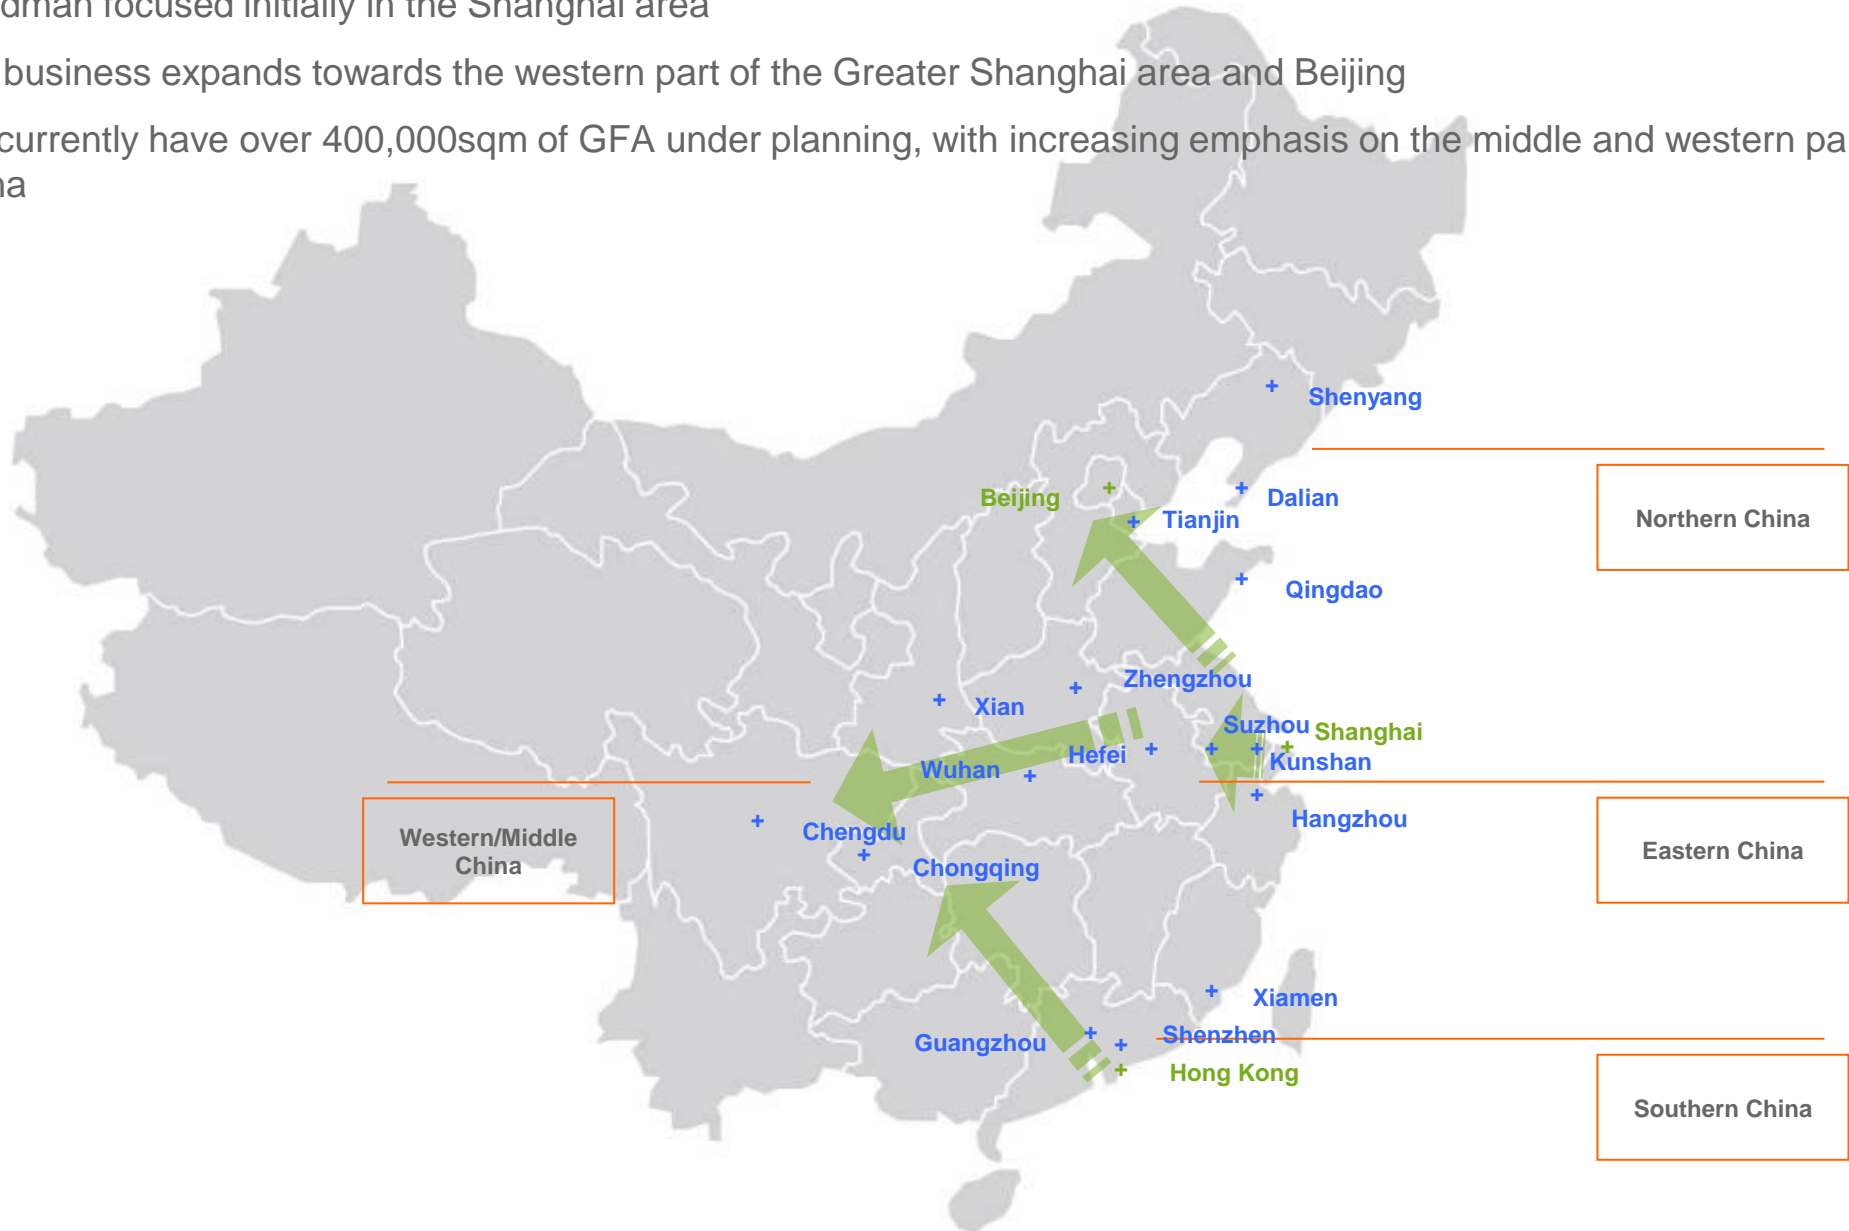 dman focused initially in the Shanghai area
business expands towards the western part of the Greater Shanghai area and Beijing
currently have over 400,000sqm of GFA under planning, with increasing emphasis on the middle and western pa
na
Shenyang
Beijing
Dalian
Tianjin
Northern China
Qingdao
Zhengzhou
Xian
Suzhou
Shanghai
Hefei
Kunshan
Wuhan
Hangzhou
Chengdu
Western/Middle
China
Eastern China
Chongqing
Xiamen
Guangzhou
Shenzhen
Hong Kong
Southern China